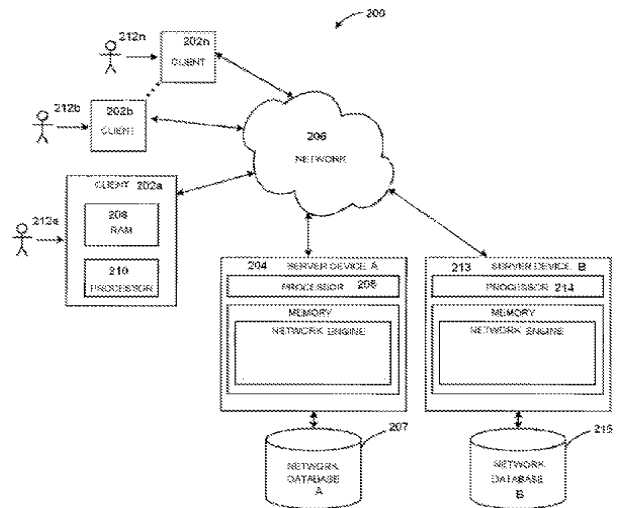 200
212n
202n
CLIENT
212b
202b
CLIENT
206
NETWORK
CLIENT 202a
212a
208
RAM
210
PROCESSOR
204 SERVER DEVICE A
PROCESSOR 205
MEMORY
NETWORK ENGINE
213 SERVER DEVICE B
PROCESSOR 214
MEMORY
NETWORK ENGINE
207
NETWORK
DATABASE
A
215
NETWORK
DATABASE
B